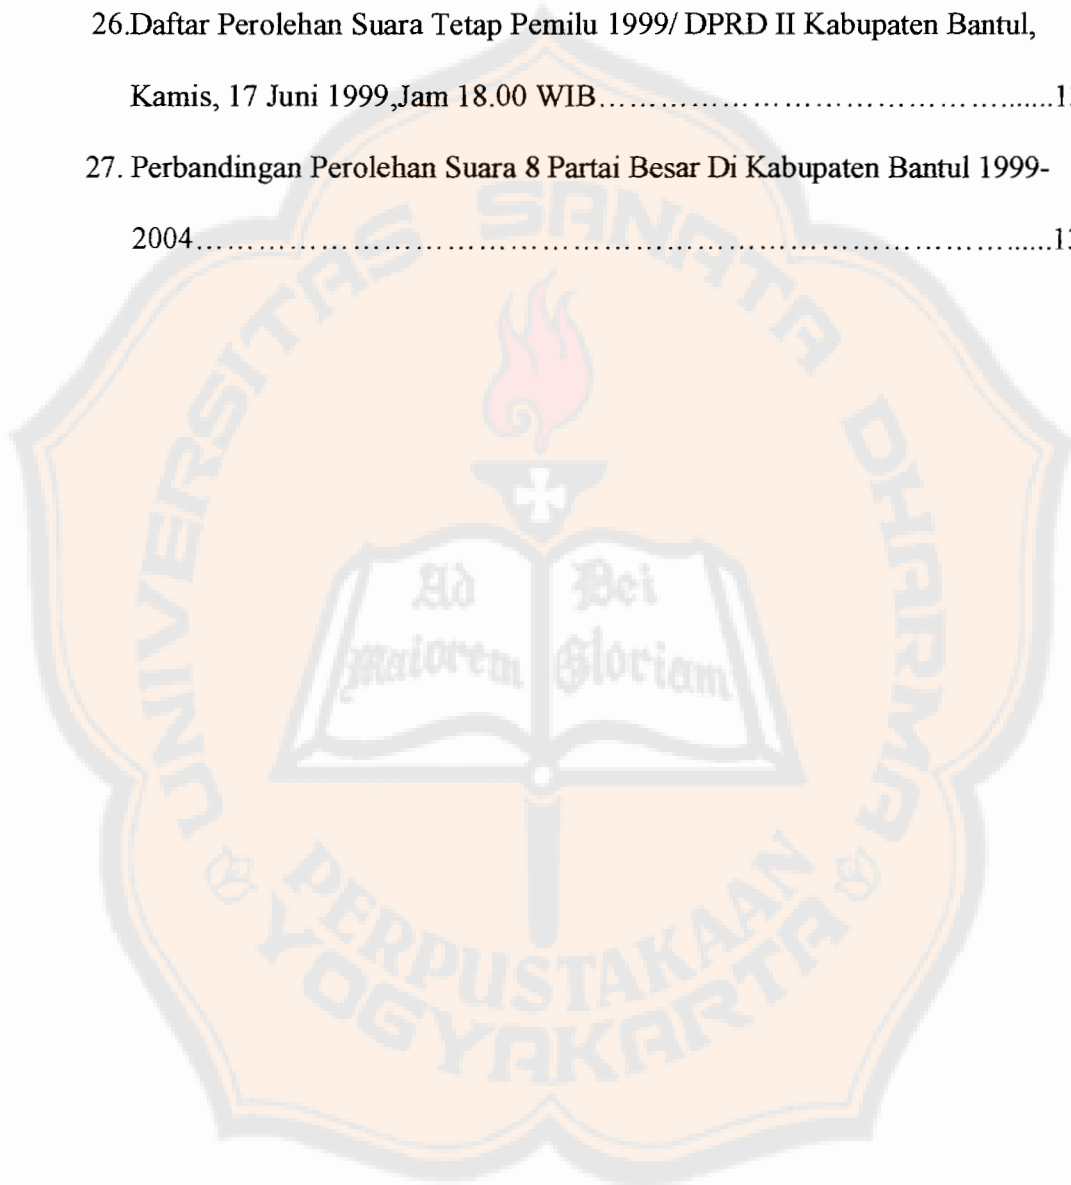 26.Daftar Perolehan Suara Tetap Pemilu 1999/ DPRD II Kabupaten Bantul,
Kamis, 17 Juni 1999,Jam 18.00 WIB……………………………………......1
27. Perbandingan Perolehan Suara 8 Partai Besar Di Kabupaten Bantul 1999-
2004……………………………………………………………………......1
UNIVERSITAS SANATA DHARMA
Ad Maiorem
Dei Gloriam
PERPUSTAKAAN
YOGYAKARTA